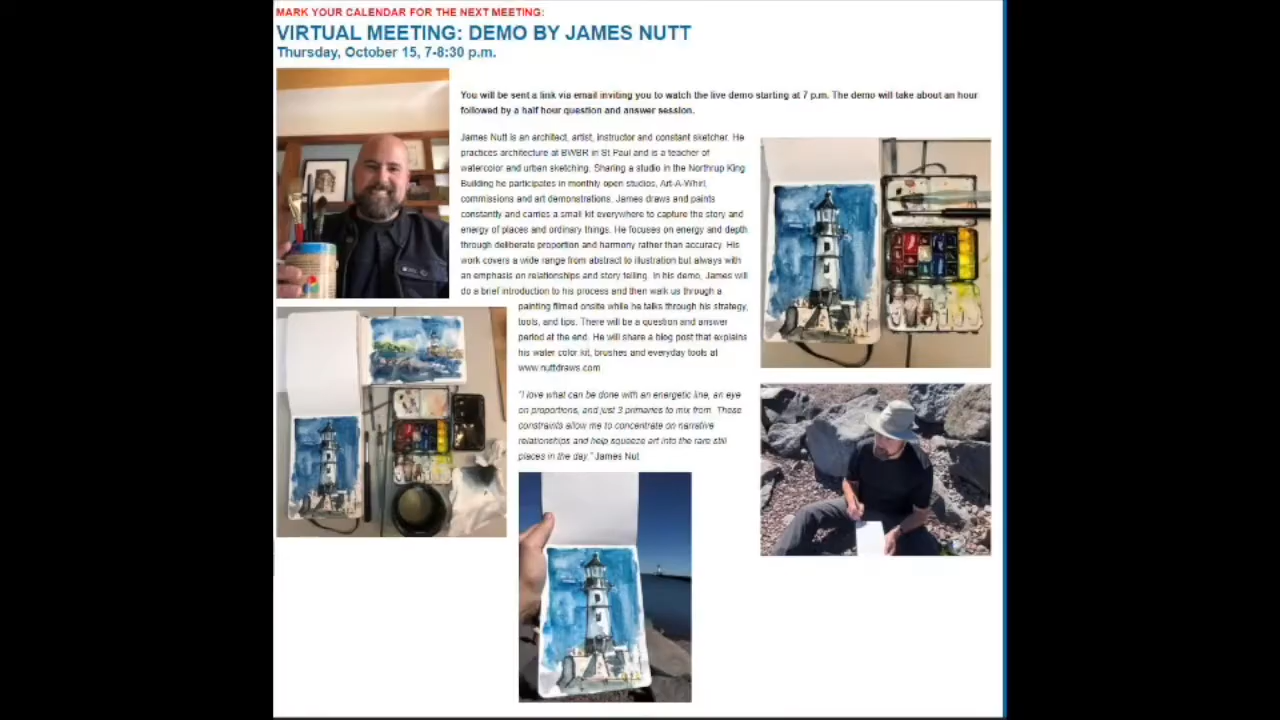 MARK YOUR CALENDAR FOR THE NEXT MEETING:
VIRTUAL MEETING: DEMO BY JAMES NUTT
Thursday, October 15, 7-8:30 p.m.
You will be sent a link via email inviting you to watch the live demo starting at 7 p.m. The demo will take about an hour
followed by a half hour question and answer session.
James Nutt is an architect, artist, instructor and constant sketcher. He
practices architecture at BWBR in St Paul and is a teacher of
watercolor and urban sketching. Sharing a studio in the Northrup King
Building he participates in monthly open studios, Art-A-Whirl,
commissions and art demonstrations. James draws and paints
constantly and carries a small kit everywhere to capture the story and
energy of places and ordinary things. He focuses on energy and depth
through deliberate proportion and harmony rather than accuracy. His
work covers a wide range from abstract to illustration but always with
an emphasis on relationships and story telling. In his demo, James will
do a brief introduction to his process and then walk us through a
painting filmed onsite while he talks through his strategy,
tools, and tips. There will be a question and answer
period at the end. He will share a blog post that explains
his water color kit, brushes and everyday tools at
www.nuttdraws.com
"I love what can be done with an energetic line, an eye
on proportions, and just 3 primaries to mix from. These
constraints allow me to concentrate on narrative
relationships and help squeeze art into the rare still
places in the day." James Nut